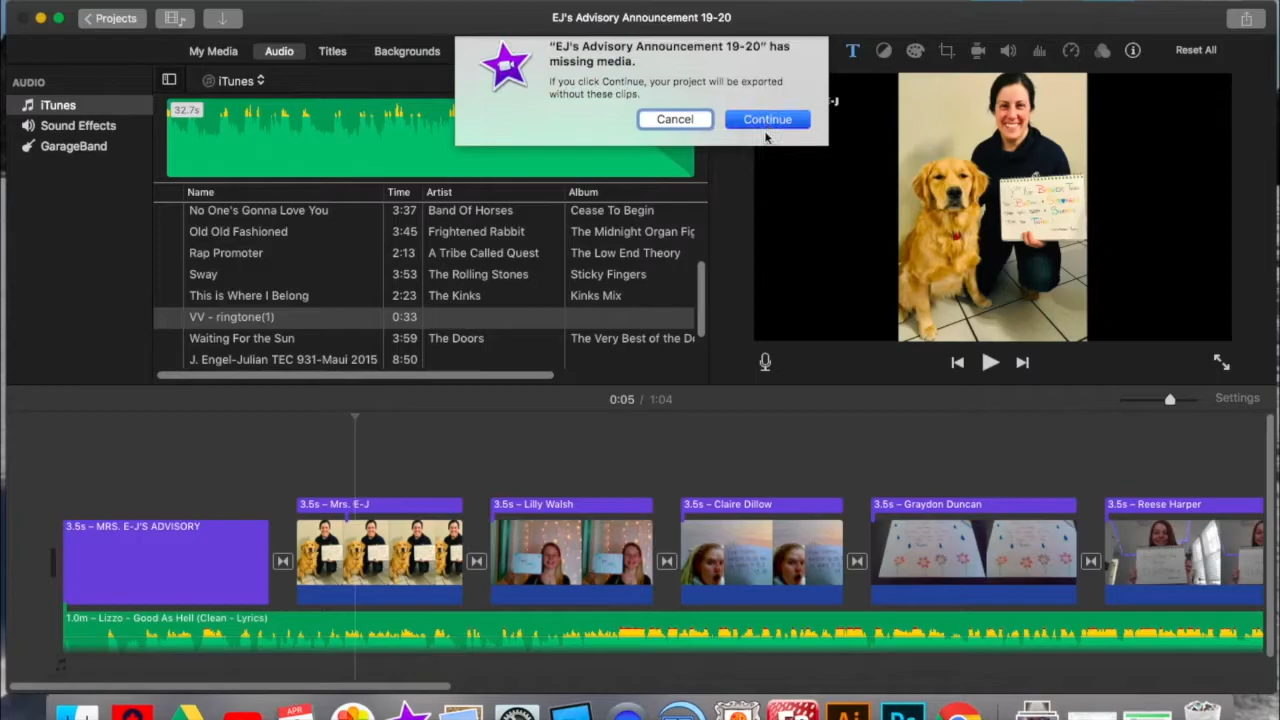 Projects
EJ's Advisory Announcement 19-20
My Media Audio Titles Backgrounds
"EJ's Advisory Announcement 19-20" has
missing media.
If you click Continue, your project will be exported
without these clips.
Cancel Continue
T
Reset All
AUDIO
iTunes
Sound Effects
GarageBand
iTunes
32.7s
E-J
Name Time Artist Album
No One's Gonna Love You 3:37 Band Of Horses Cease To Begin
Old Old Fashioned 3:45 Frightened Rabbit The Midnight Organ Fig
Rap Promoter 2:13 A Tribe Called Quest The Low End Theory
Sway 3:53 The Rolling Stones Sticky Fingers
This is Where I Belong 2:23 The Kinks Kinks Mix
VV - ringtone(1) 0:33
Waiting For the Sun 3:59 The Doors The Very Best of the Do
J. Engel-Julian TEC 931-Maui 2015 8:50
0:05 / 1:04
Settings
3.5s – MRS. E-J'S ADVISORY
3.5s – Mrs. E-J
3.5s – Lilly Walsh
3.5s – Claire Dillow
3.5s – Graydon Duncan
3.5s – Reese Harper
1.0m – Lizzo - Good As Hell (Clean - Lyrics)
APR
Ai
Ps